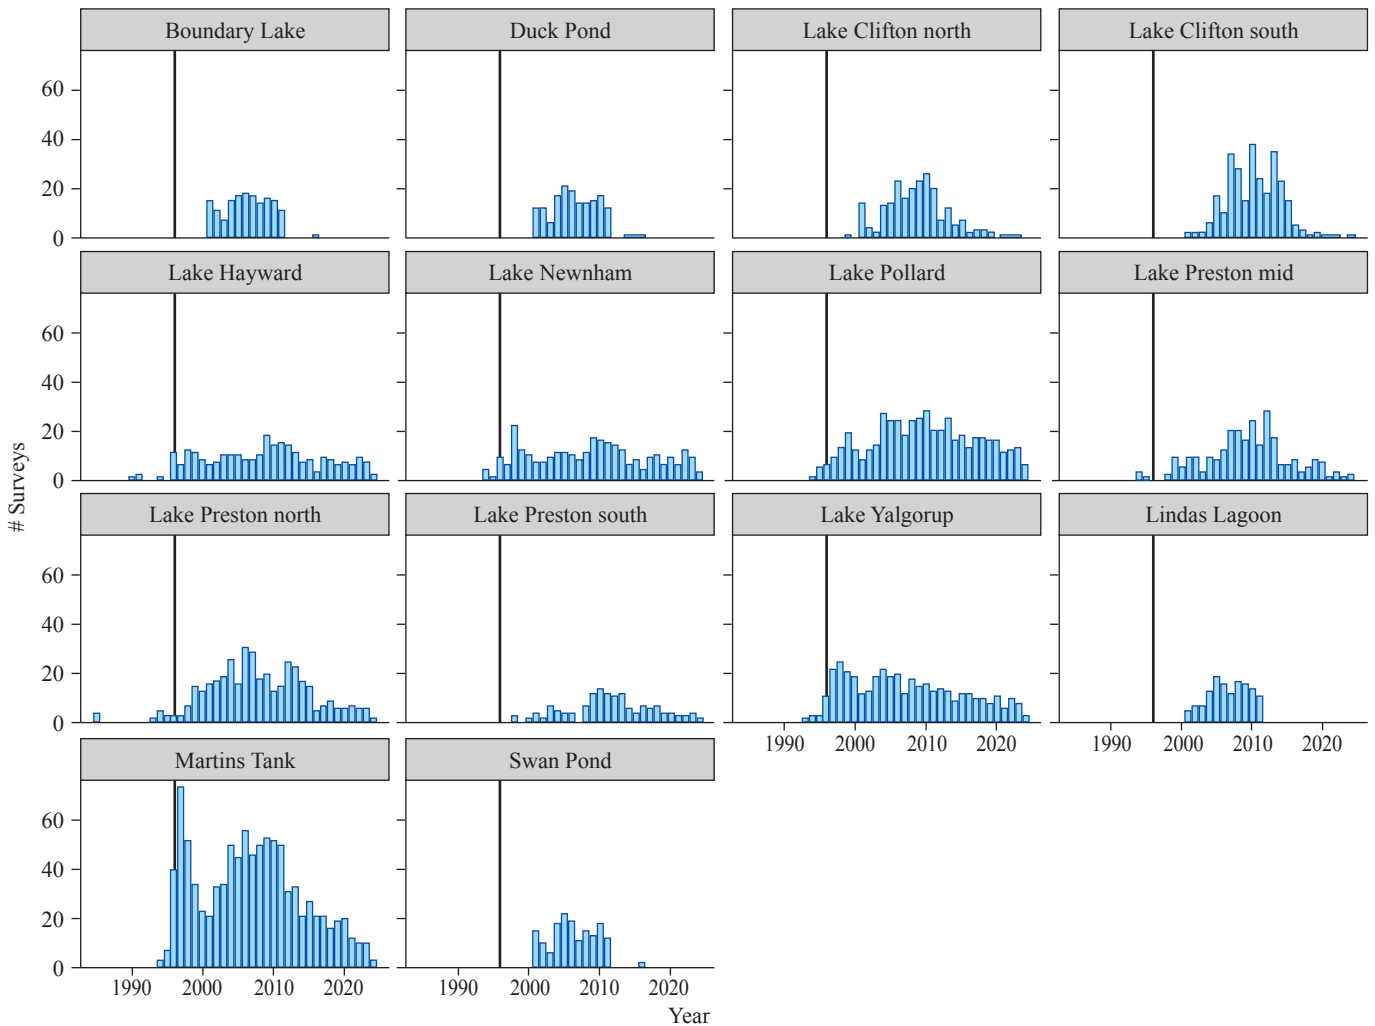 Boundary Lake Duck Pond Lake Clifton north Lake Clifton south
60
40
20
0
Lake Hayward Lake Newnham Lake Pollard Lake Preston mid
60
40
20
0
# Surveys
Lake Preston north Lake Preston south Lake Yalgorup Lindas Lagoon
60
40
20
0
1990 2000 2010 2020 1990 2000 2010 2020
Martins Tank Swan Pond
60
40
20
0
1990 2000 2010 2020 1990 2000 2010 2020
Year